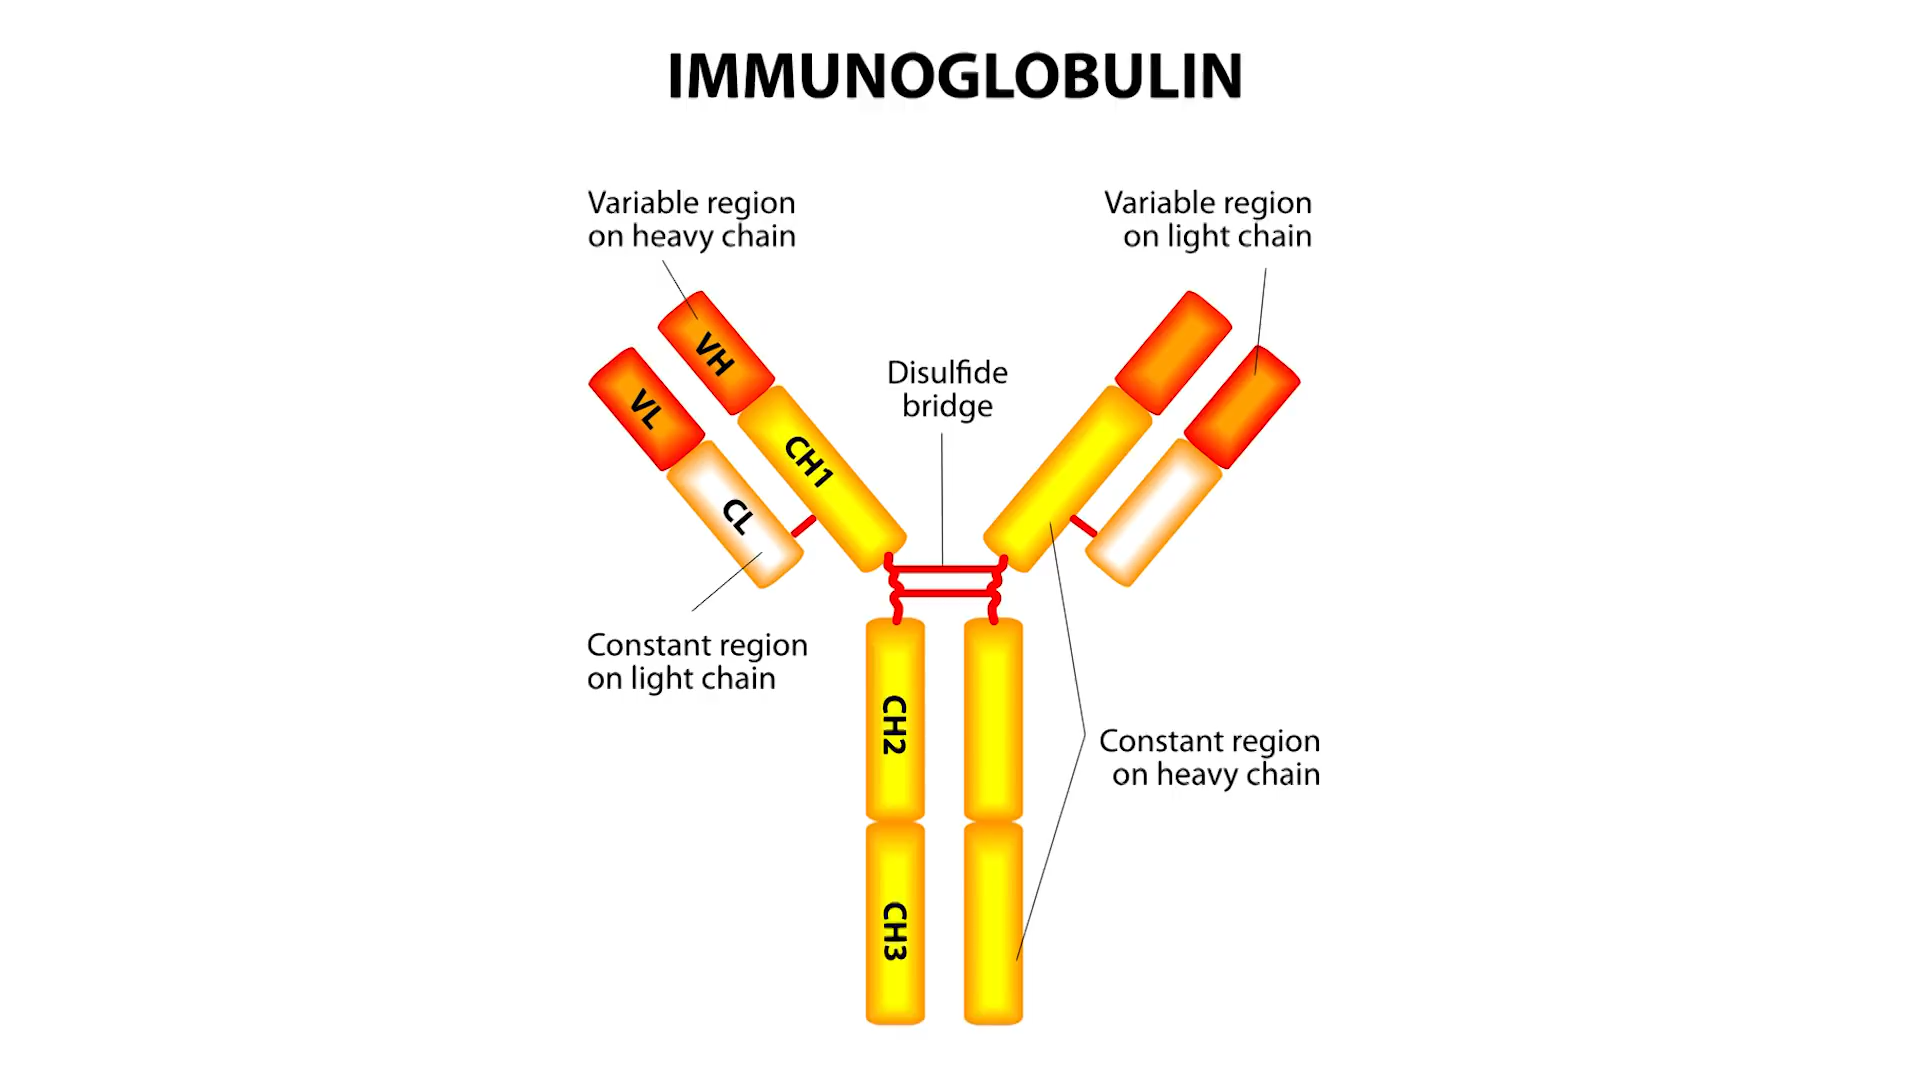 IMMUNOGLOBULIN
Variable region
on heavy chain
Variable region
on light chain
VH
VL
Disulfide
bridge
CH1
CL
Constant region
on light chain
CH2
Constant region
on heavy chain
CH3